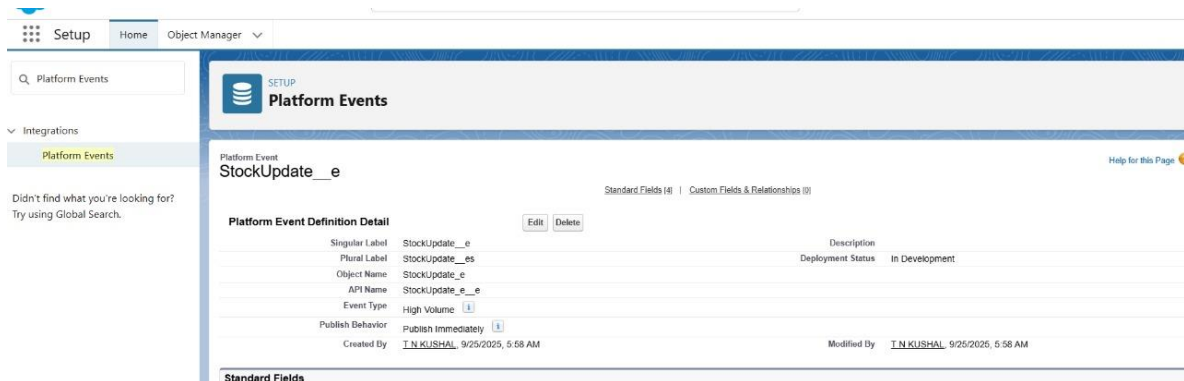 Setup Home Object Manager
Platform Events
SETUP
Platform Events
Integrations
Platform Events
Didn't find what you're looking for?
Try using Global Search.
Platform Event
StockUpdate__e
Help for this Page
Standard Fields [4] | Custom Fields & Relationships [0]
Platform Event Definition Detail Edit Delete
Singular Label StockUpdate__e Description
Plural Label StockUpdate__es Deployment Status In Development
Object Name StockUpdate_e
API Name StockUpdate_e__e
Event Type High Volume i
Publish Behavior Publish Immediately i
Created By T N KUSHAL, 9/25/2025, 5:58 AM Modified By T N KUSHAL, 9/25/2025, 5:58 AM
Standard Fields